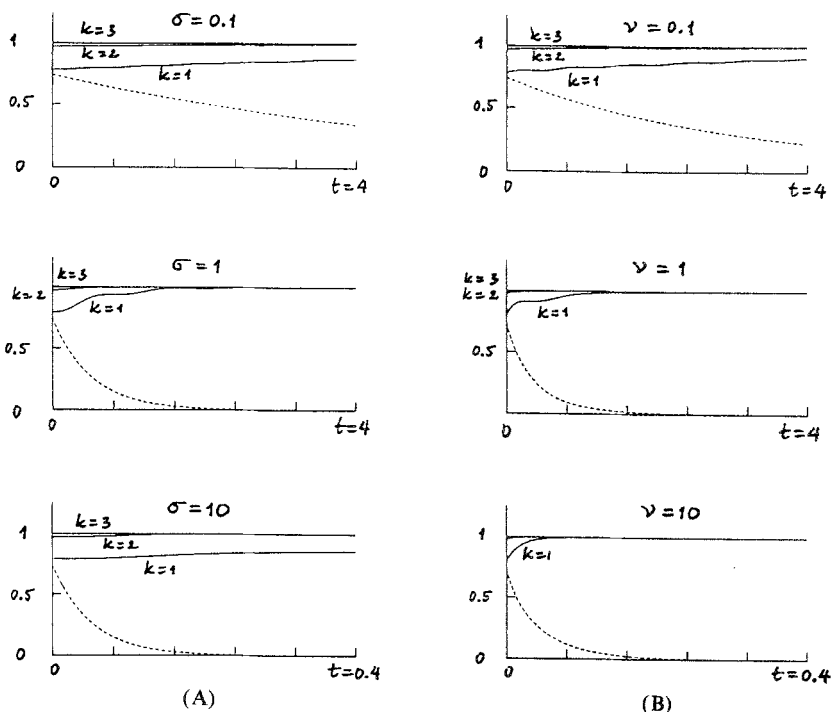 σ = 0.1
k=3
k=2
k=1
1
0.5
0
0
t=4
ν = 0.1
k=3
k=2
k=1
1
0.5
0
0
t=4
σ = 1
k=3
k=2
k=1
0.5
0
0
t=4
ν = 1
k=3
k=2
k=1
0.5
0
0
t=4
σ = 10
k=3
k=2
k=1
1
0.5
0
0
t=0.4
(A)
ν = 10
k=1
1
0.5
0
0
t=0.4
(B)